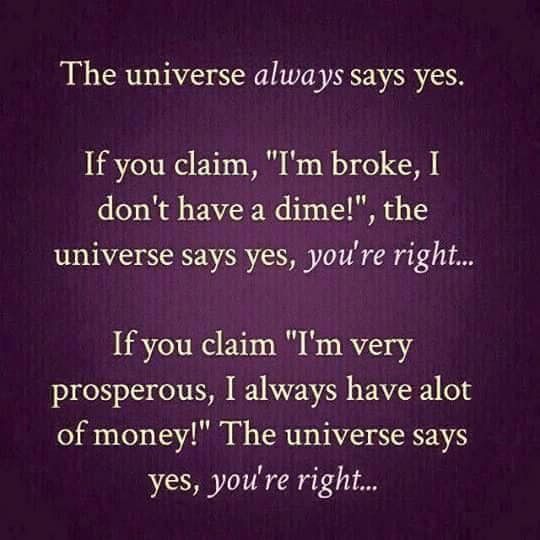 The universe always says yes.
If you claim, "I'm broke, I
don't have a dime!", the
universe says yes, you're right...
If you claim "I'm very
prosperous, I always have alot
of money!" The universe says
yes, you're right...